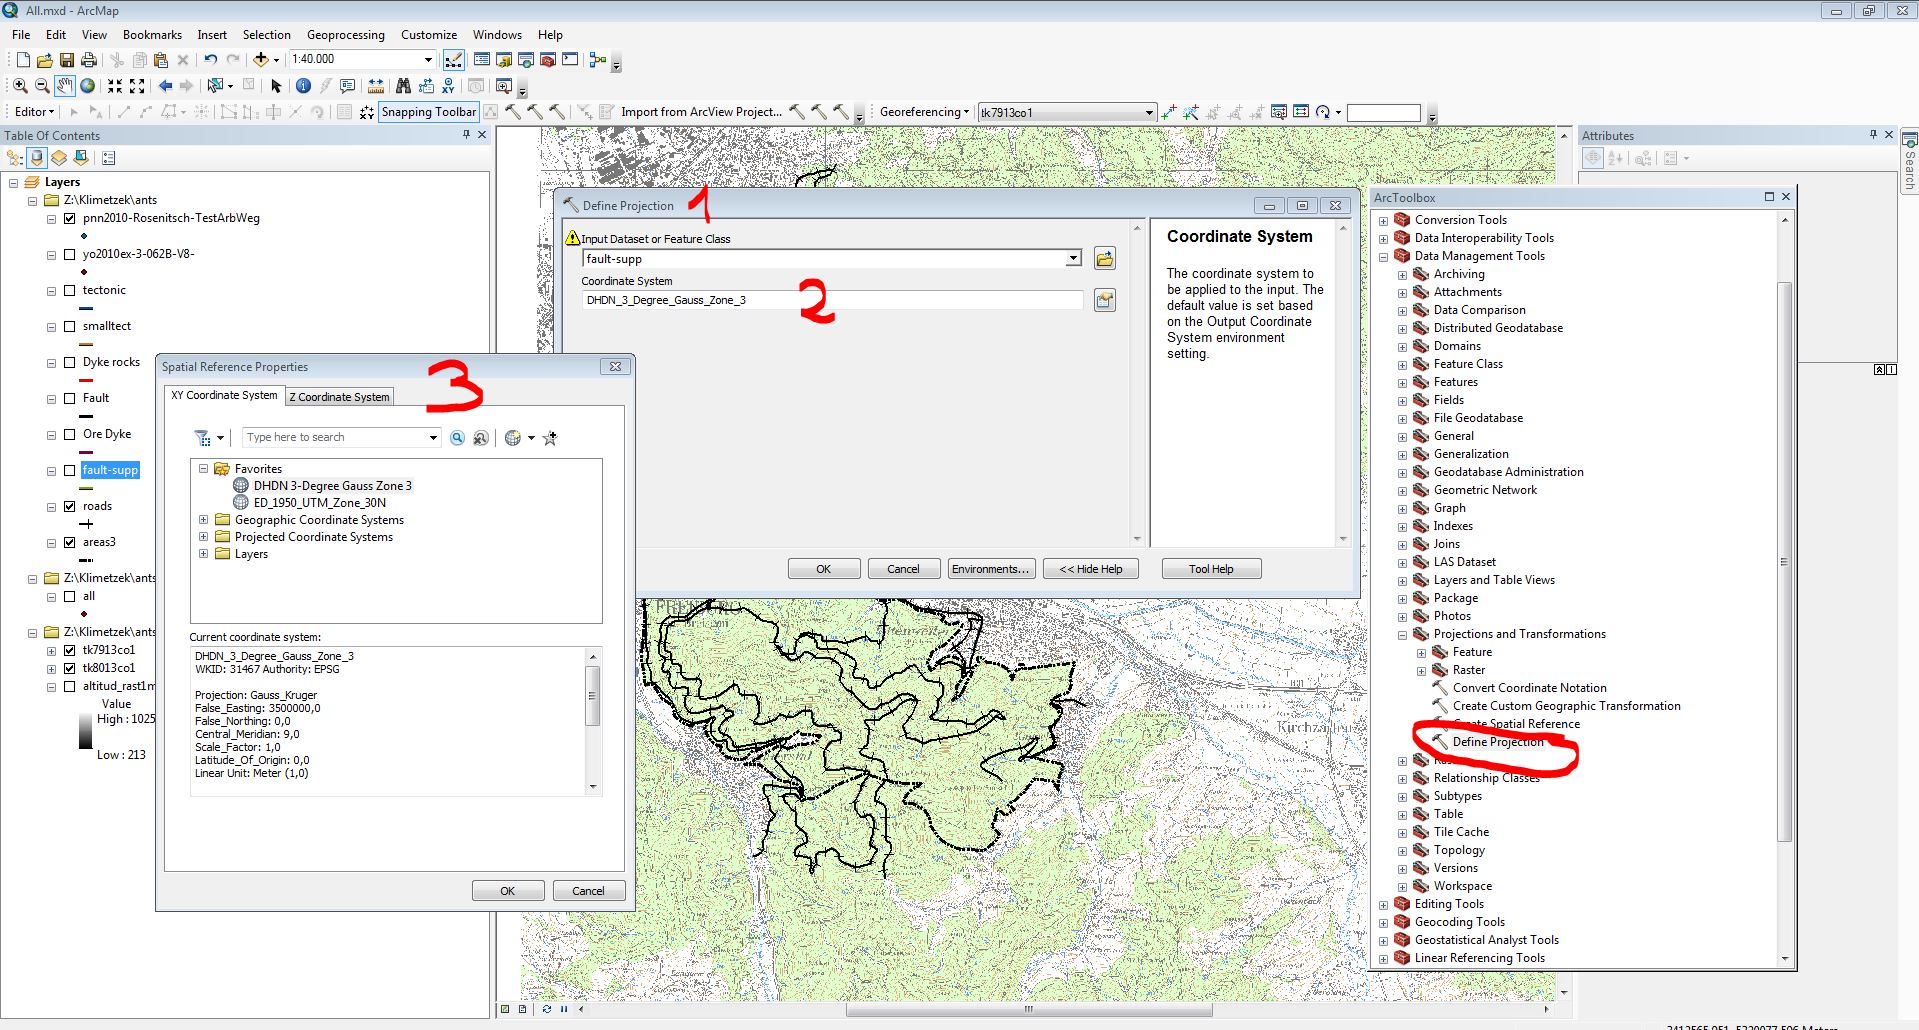 All.mxd - ArcMap
File Edit View Bookmarks Insert Selection Geoprocessing Customize Windows Help
1:40.000
Editor Snapping Toolbar Import from ArcView Project... Georeferencing tk7913co1
Table Of Contents
Layers
Z:\Klimetzek\ants
pnn2010-Rosenitsch-TestArbWeg
yo2010ex-3-062B-V8-
tectonic
smalltect
Dyke rocks
Fault
Ore Dyke
fault-supp
roads
areas3
Z:\Klimetzek\ants
all
Z:\Klimetzek\ants
tk7913co1
tk8013co1
altitud_rast1m
Value
High : 1025
Low : 213
Define Projection
1
Input Dataset or Feature Class
fault-supp
Coordinate System
DHDN_3_Degree_Gauss_Zone_3
2
OK Cancel Environments... << Hide Help Tool Help
Coordinate System
The coordinate system to
be applied to the input. The
default value is set based
on the Output Coordinate
System environment
setting.
Spatial Reference Properties
3
XY Coordinate System Z Coordinate System
Type here to search
Favorites
DHDN 3-Degree Gauss Zone 3
ED_1950_UTM_Zone_30N
Geographic Coordinate Systems
Projected Coordinate Systems
Layers
Current coordinate system:
DHDN_3_Degree_Gauss_Zone_3
WKID: 31467 Authority: EPSG
Projection: Gauss_Kruger
False_Easting: 3500000,0
False_Northing: 0,0
Central_Meridian: 9,0
Scale_Factor: 1,0
Latitude_Of_Origin: 0,0
Linear Unit: Meter (1,0)
OK Cancel
Kirchzarten
ArcToolbox
Conversion Tools
Data Interoperability Tools
Data Management Tools
Archiving
Attachments
Data Comparison
Distributed Geodatabase
Domains
Feature Class
Features
Fields
File Geodatabase
General
Generalization
Geodatabase Administration
Geometric Network
Graph
Indexes
Joins
LAS Dataset
Layers and Table Views
Package
Photos
Projections and Transformations
Feature
Raster
Convert Coordinate Notation
Create Custom Geographic Transformation
Create Spatial Reference
Define Projection
Relationship Classes
Subtypes
Table
Tile Cache
Topology
Versions
Workspace
Editing Tools
Geocoding Tools
Geostatistical Analyst Tools
Linear Referencing Tools
Attributes
Search